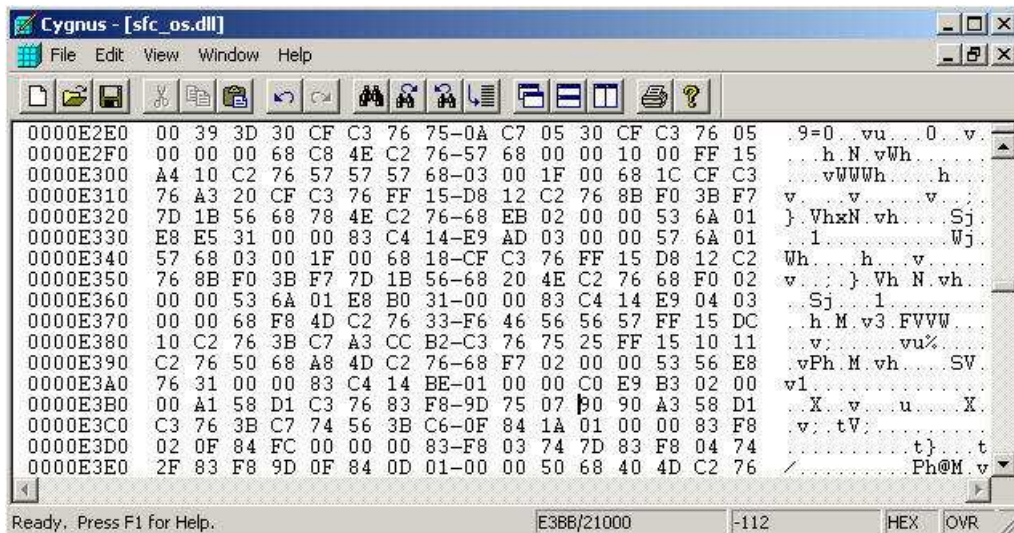 Cygnus - [sfc_os.dll]
File Edit View Window Help
0000E2E0 00 39 3D 30 CF C3 76 75-0A C7 05 30 CF C3 76 05 .9=0..vu...0..v.
0000E2F0 00 00 00 68 C8 4E C2 76-57 68 00 00 10 00 FF 15 ...h.N.vWh......
0000E300 A4 10 C2 76 57 57 57 68-03 00 1F 00 68 1C CF C3 ...vWWWh....h...
0000E310 76 A3 20 CF C3 76 FF 15-D8 12 C2 76 8B F0 3B F7 v. ..v.....v..;.
0000E320 7D 1B 56 68 78 4E C2 76-68 EB 02 00 00 53 6A 01 }.VhxN.vh....Sj.
0000E330 E8 E5 31 00 00 83 C4 14-E9 AD 03 00 00 57 6A 01 ..1..........Wj.
0000E340 57 68 03 00 1F 00 68 18-CF C3 76 FF 15 D8 12 C2 Wh....h...v.....
0000E350 76 8B F0 3B F7 7D 1B 56-68 20 4E C2 76 68 F0 02 v..;.}.Vh N.vh..
0000E360 00 00 53 6A 01 E8 B0 31-00 00 83 C4 14 E9 04 03 ..Sj...1........
0000E370 00 00 68 F8 4D C2 76 33-F6 46 56 56 57 FF 15 DC ..h.M.v3.FVVW...
0000E380 10 C2 76 3B C7 A3 CC B2-C3 76 75 25 FF 15 10 11 ..v;.....vu%....
0000E390 C2 76 50 68 A8 4D C2 76-68 F7 02 00 00 53 56 E8 .vPh.M.vh....SV.
0000E3A0 76 31 00 00 83 C4 14 BE-01 00 00 C0 E9 B3 02 00 v1..............
0000E3B0 00 A1 58 D1 C3 76 83 F8-9D 75 07 90 90 A3 58 D1 ..X..v...u....X.
0000E3C0 C3 76 3B C7 74 56 3B C6-0F 84 1A 01 00 00 83 F8 .v;.tV;.........
0000E3D0 02 0F 84 FC 00 00 00 83-F8 03 74 7D 83 F8 04 74 ..........t}...t
0000E3E0 2F 83 F8 9D 0F 84 0D 01-00 00 50 68 40 4D C2 76 /.........Ph@M.v
Ready. Press F1 for Help. E3BB/21000 -112 HEX OVR